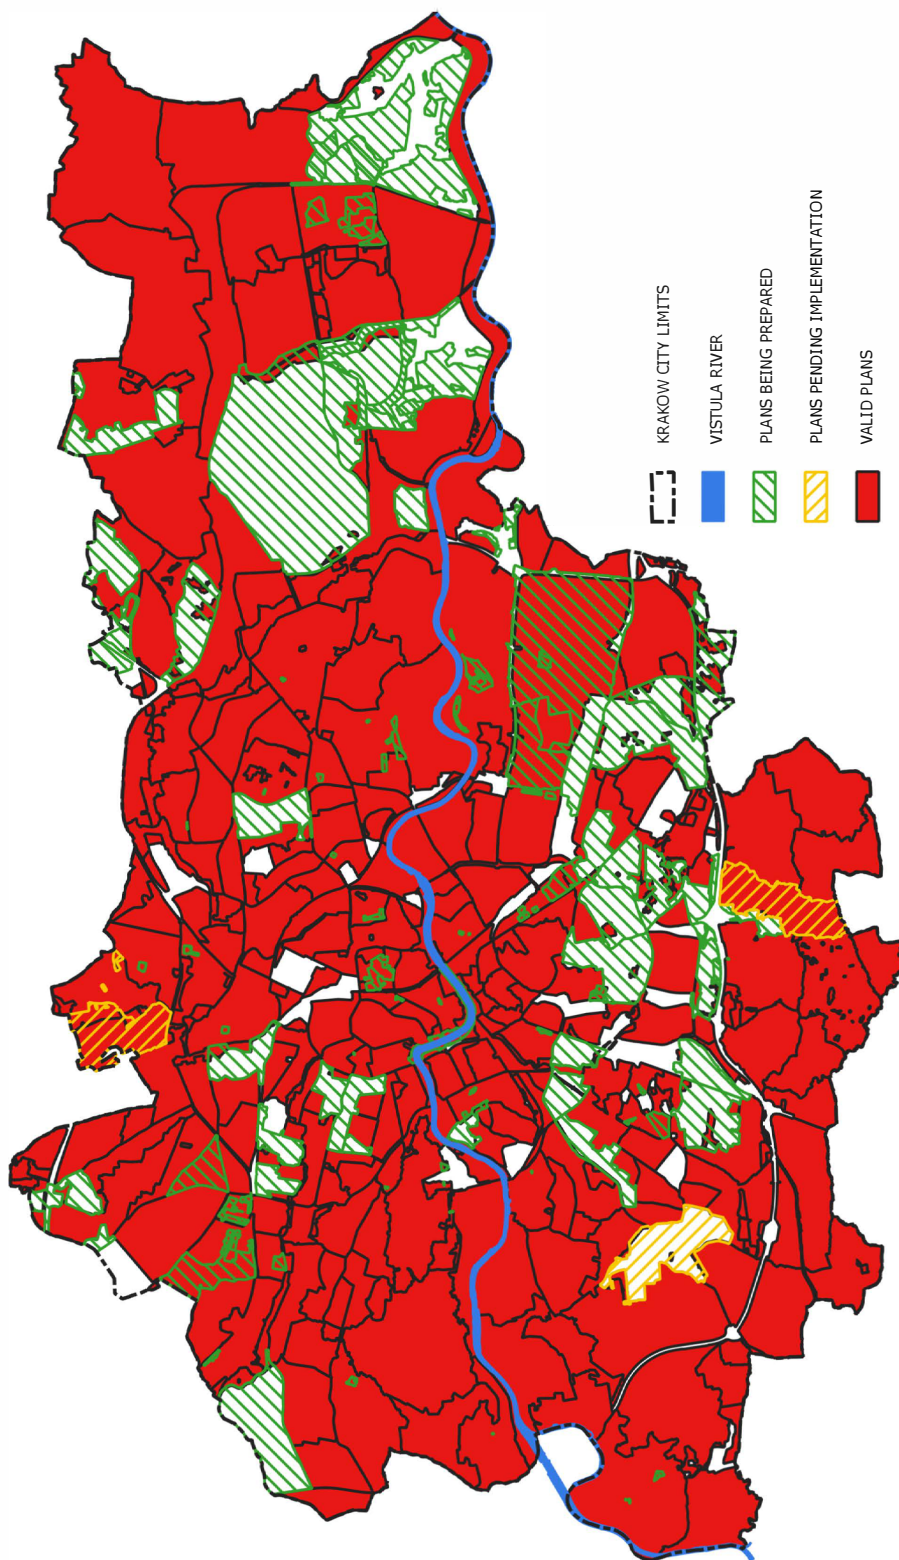 KRAKOW CITY LIMITS
VISTULA RIVER
PLANS BEING PREPARED
PLANS PENDING IMPLEMENTATION
VALID PLANS